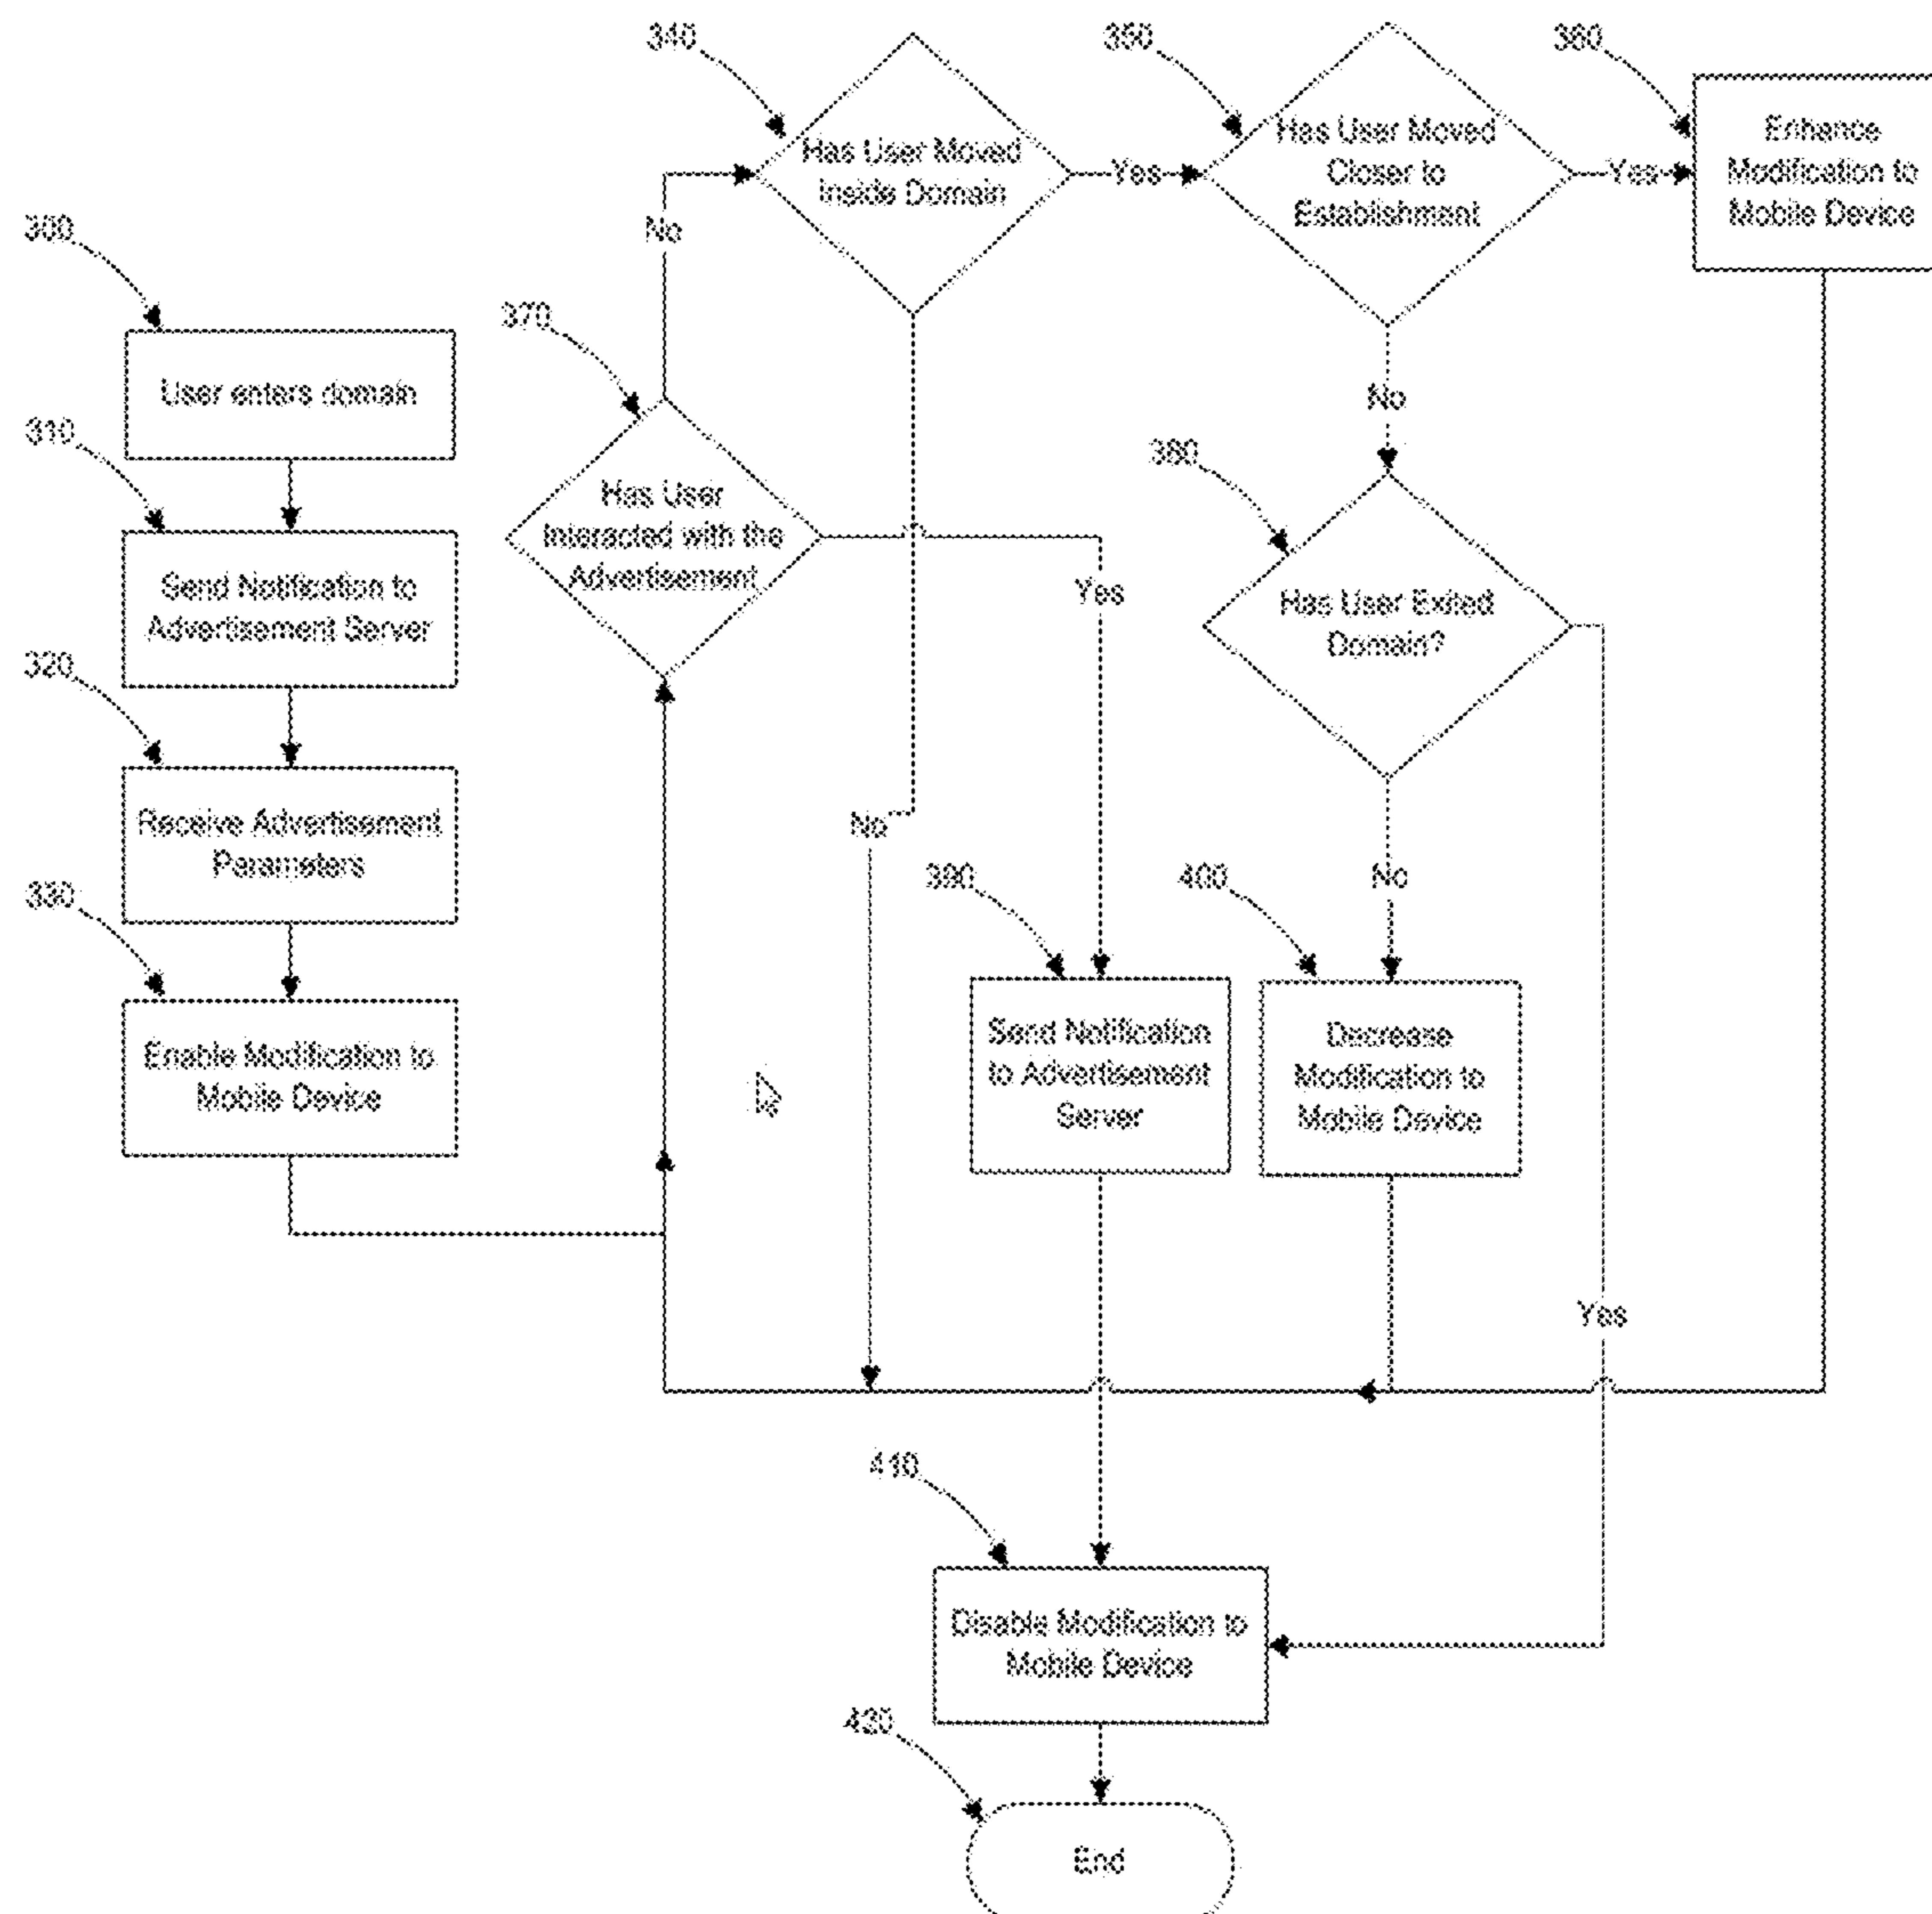 300
User enters domain
310
Send Notification to
Advertisement Server
320
Receive Advertisement
Parameters
330
Enable Modification to
Mobile Device
370
Has User
Interacted with the
Advertisement
No
Yes
340
Has User Moved
Inside Domain
Yes
No
350
Has User Moved
Closer to
Establishment
Yes
No
360
Enhance
Modification to
Mobile Device
380
Has User Exited
Domain?
No
Yes
390
Send Notification
to Advertisement
Server
400
Decrease
Modification to
Mobile Device
410
Disable Modification to
Mobile Device
420
End